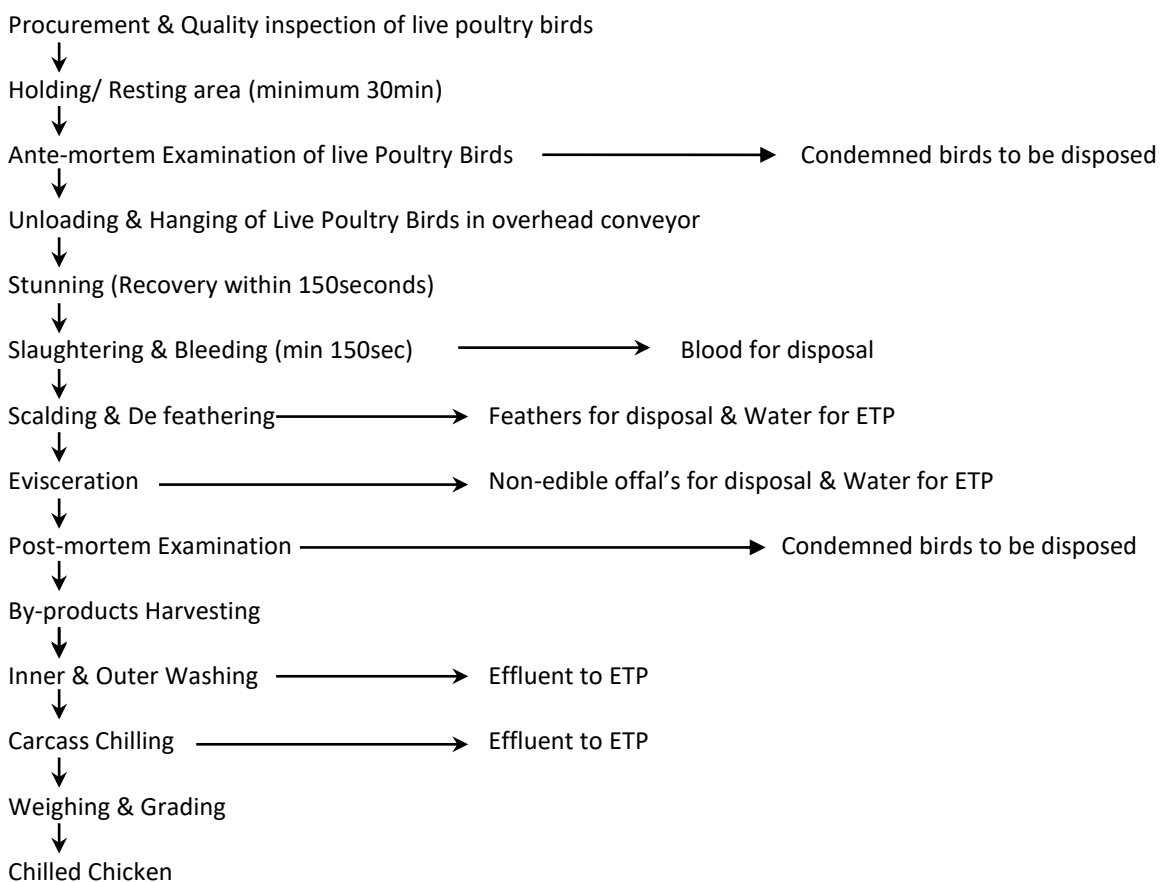 Procurement & Quality inspection of live poultry birds
Holding/ Resting area (minimum 30min)
Ante-mortem Examination of live Poultry Birds Condemned birds to be disposed
Unloading & Hanging of Live Poultry Birds in overhead conveyor
Stunning (Recovery within 150seconds)
Slaughtering & Bleeding (min 150sec) Blood for disposal
Scalding & De feathering Feathers for disposal & Water for ETP
Evisceration Non-edible offal’s for disposal & Water for ETP
Post-mortem Examination Condemned birds to be disposed
By-products Harvesting
Inner & Outer Washing Effluent to ETP
Carcass Chilling Effluent to ETP
Weighing & Grading
Chilled Chicken